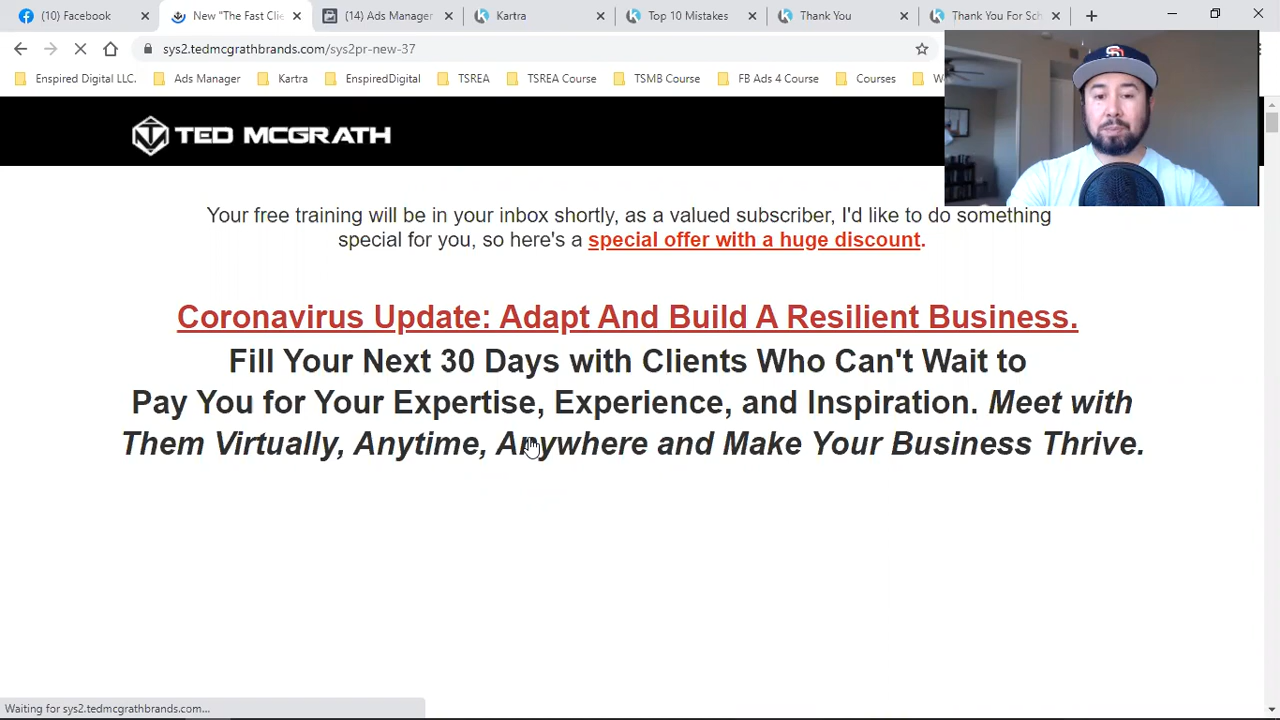 (10) Facebook
New "The Fast Clie
(14) Ads Manager
Kartra
Top 10 Mistakes
Thank You
Thank You For Sch
sys2.tedmcgrathbrands.com/sys2pr-new-37
Enspired Digital LLC.
Ads Manager
Kartra
EnspiredDigital
TSREA
TSREA Course
TSMB Course
FB Ads 4 Course
Courses
TED MCGRATH
Your free training will be in your inbox shortly, as a valued subscriber, I'd like to do something
special for you, so here's a special offer with a huge discount.
Coronavirus Update: Adapt And Build A Resilient Business.
Fill Your Next 30 Days with Clients Who Can't Wait to
Pay You for Your Expertise, Experience, and Inspiration. Meet with
Them Virtually, Anytime, Anywhere and Make Your Business Thrive.
Waiting for sys2.tedmcgrathbrands.com...